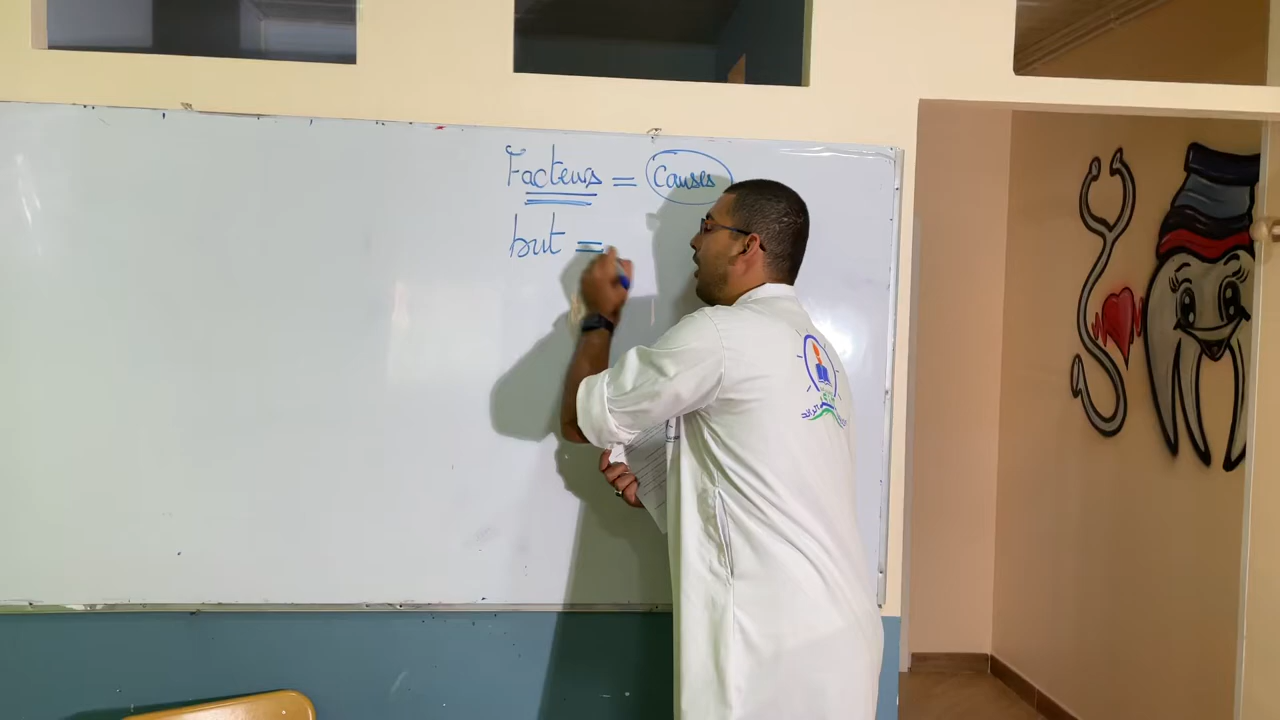 Facteurs = Causes
but =